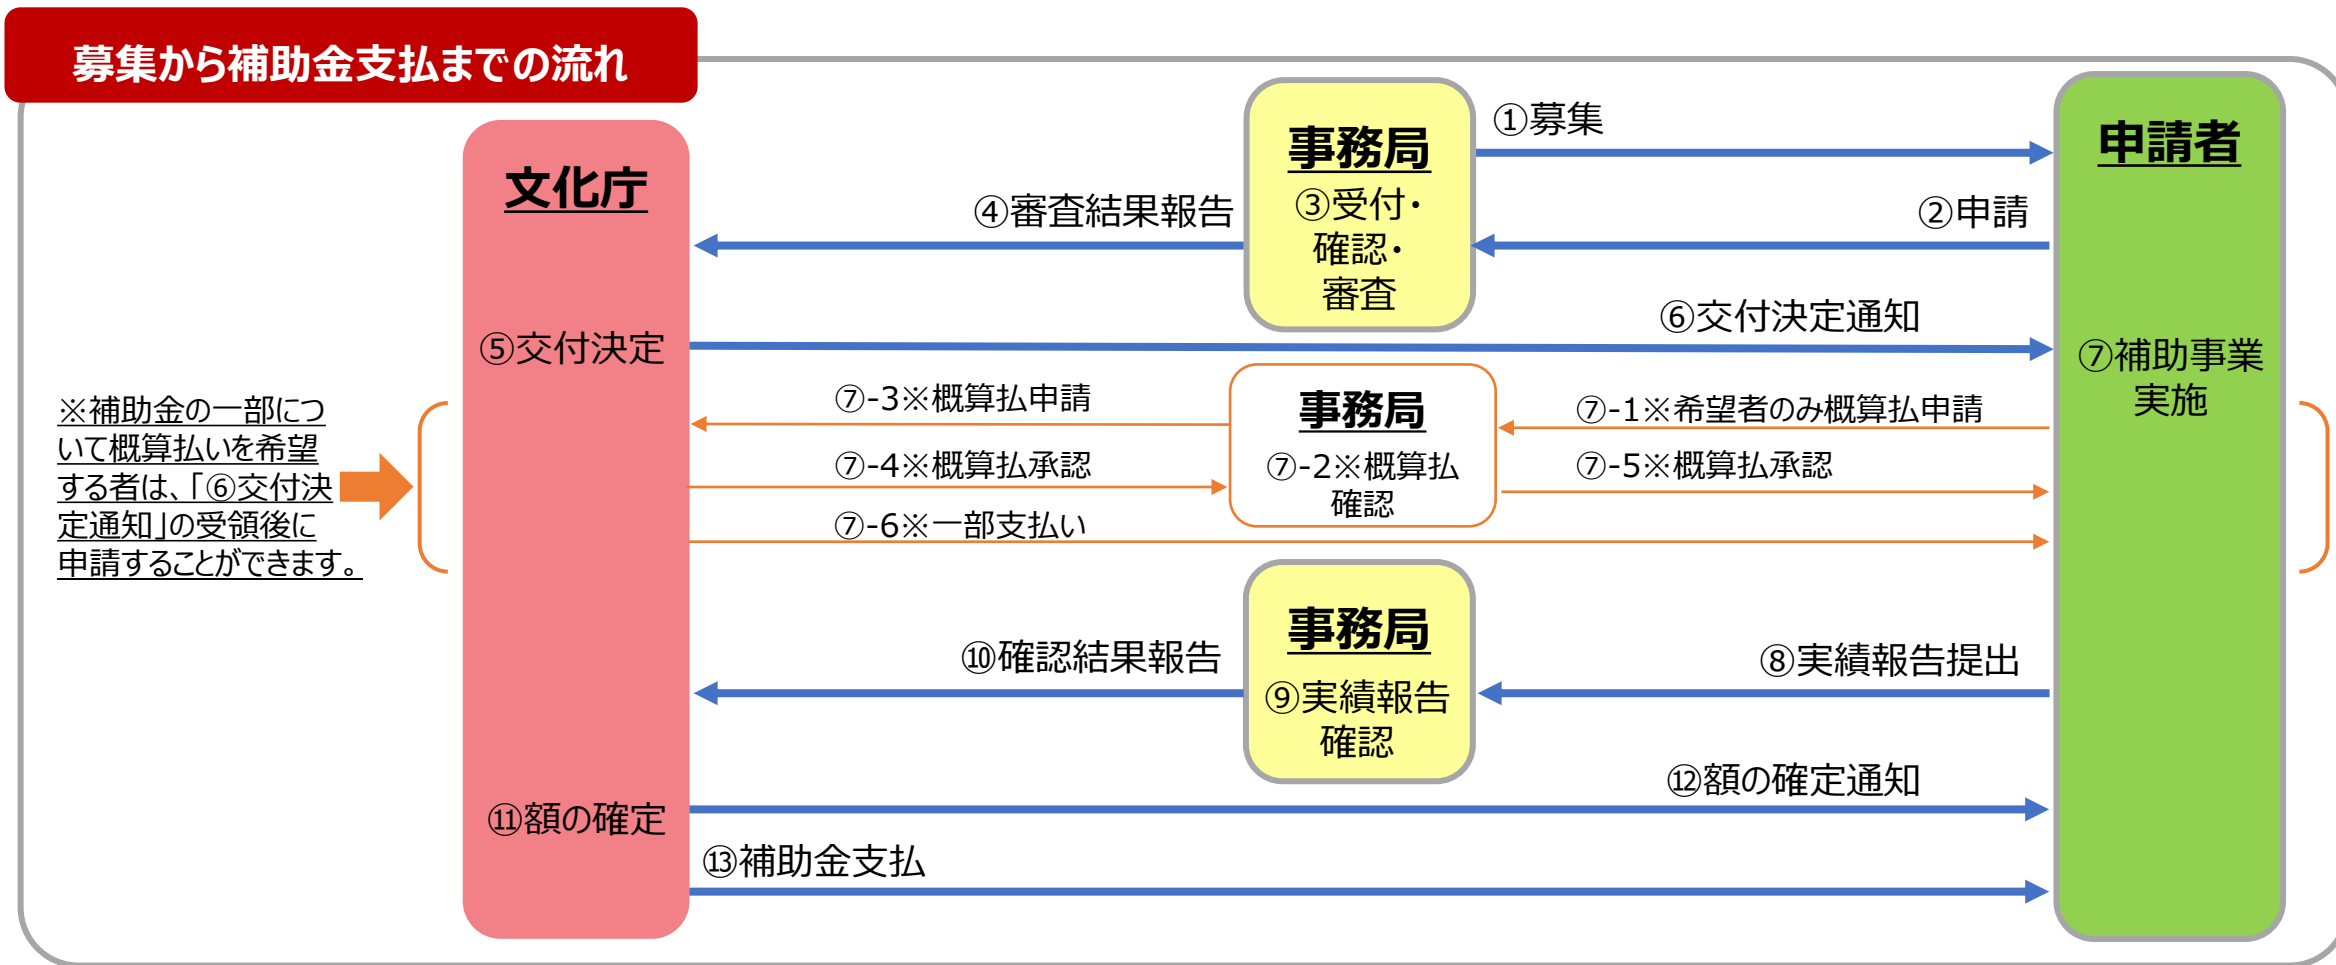 募集から補助金支払までの流れ
文化庁
事務局
申請者
①募集
②申請
③受付・
確認・
審査
④審査結果報告
⑤交付決定
⑥交付決定通知
⑦補助事業
実施
※補助金の一部につ
いて概算払いを希望
する者は、「⑥交付決
定通知」の受領後に
申請することができます。
⑦-1※希望者のみ概算払申請
事務局
⑦-2※概算払
確認
⑦-3※概算払申請
⑦-4※概算払承認
⑦-5※概算払承認
⑦-6※一部支払い
⑧実績報告提出
事務局
⑨実績報告
確認
⑩確認結果報告
⑪額の確定
⑫額の確定通知
⑬補助金支払